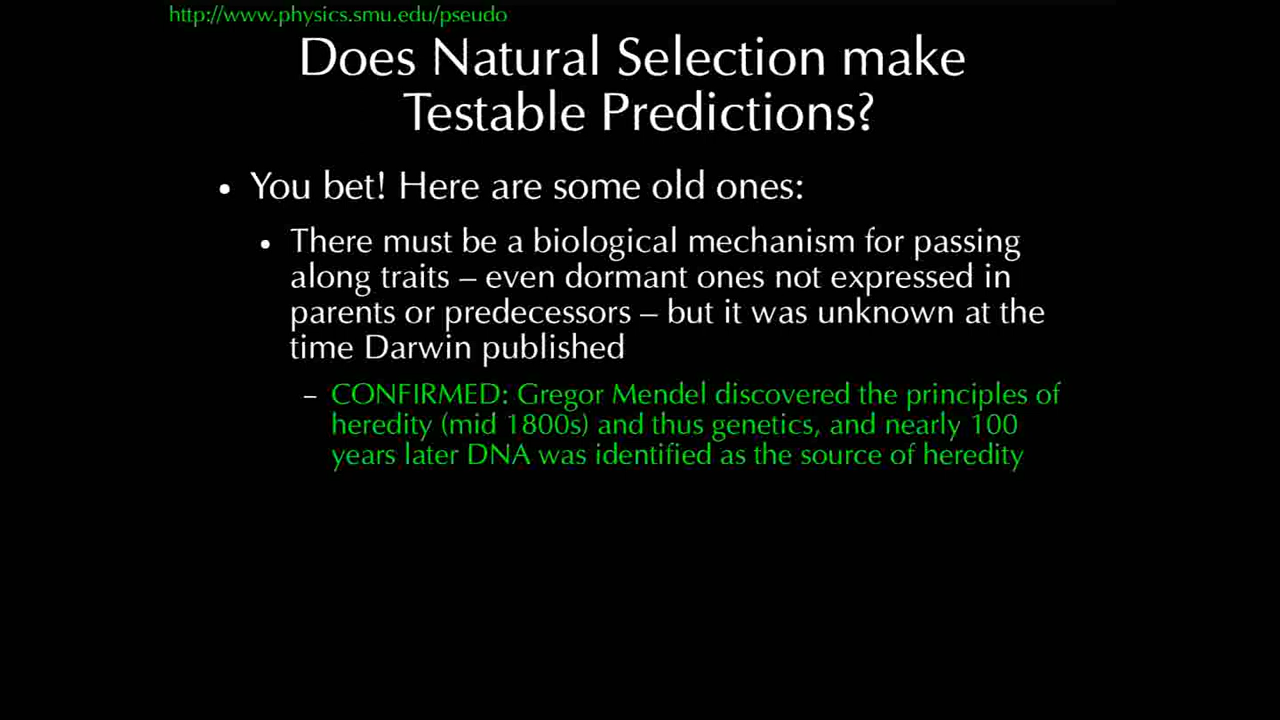 http://www.physics.smu.edu/pseudo
Does Natural Selection make
Testable Predictions?
• You bet! Here are some old ones:
• There must be a biological mechanism for passing
along traits – even dormant ones not expressed in
parents or predecessors – but it was unknown at the
time Darwin published
– CONFIRMED: Gregor Mendel discovered the principles of
heredity (mid 1800s) and thus genetics, and nearly 100
years later DNA was identified as the source of heredity